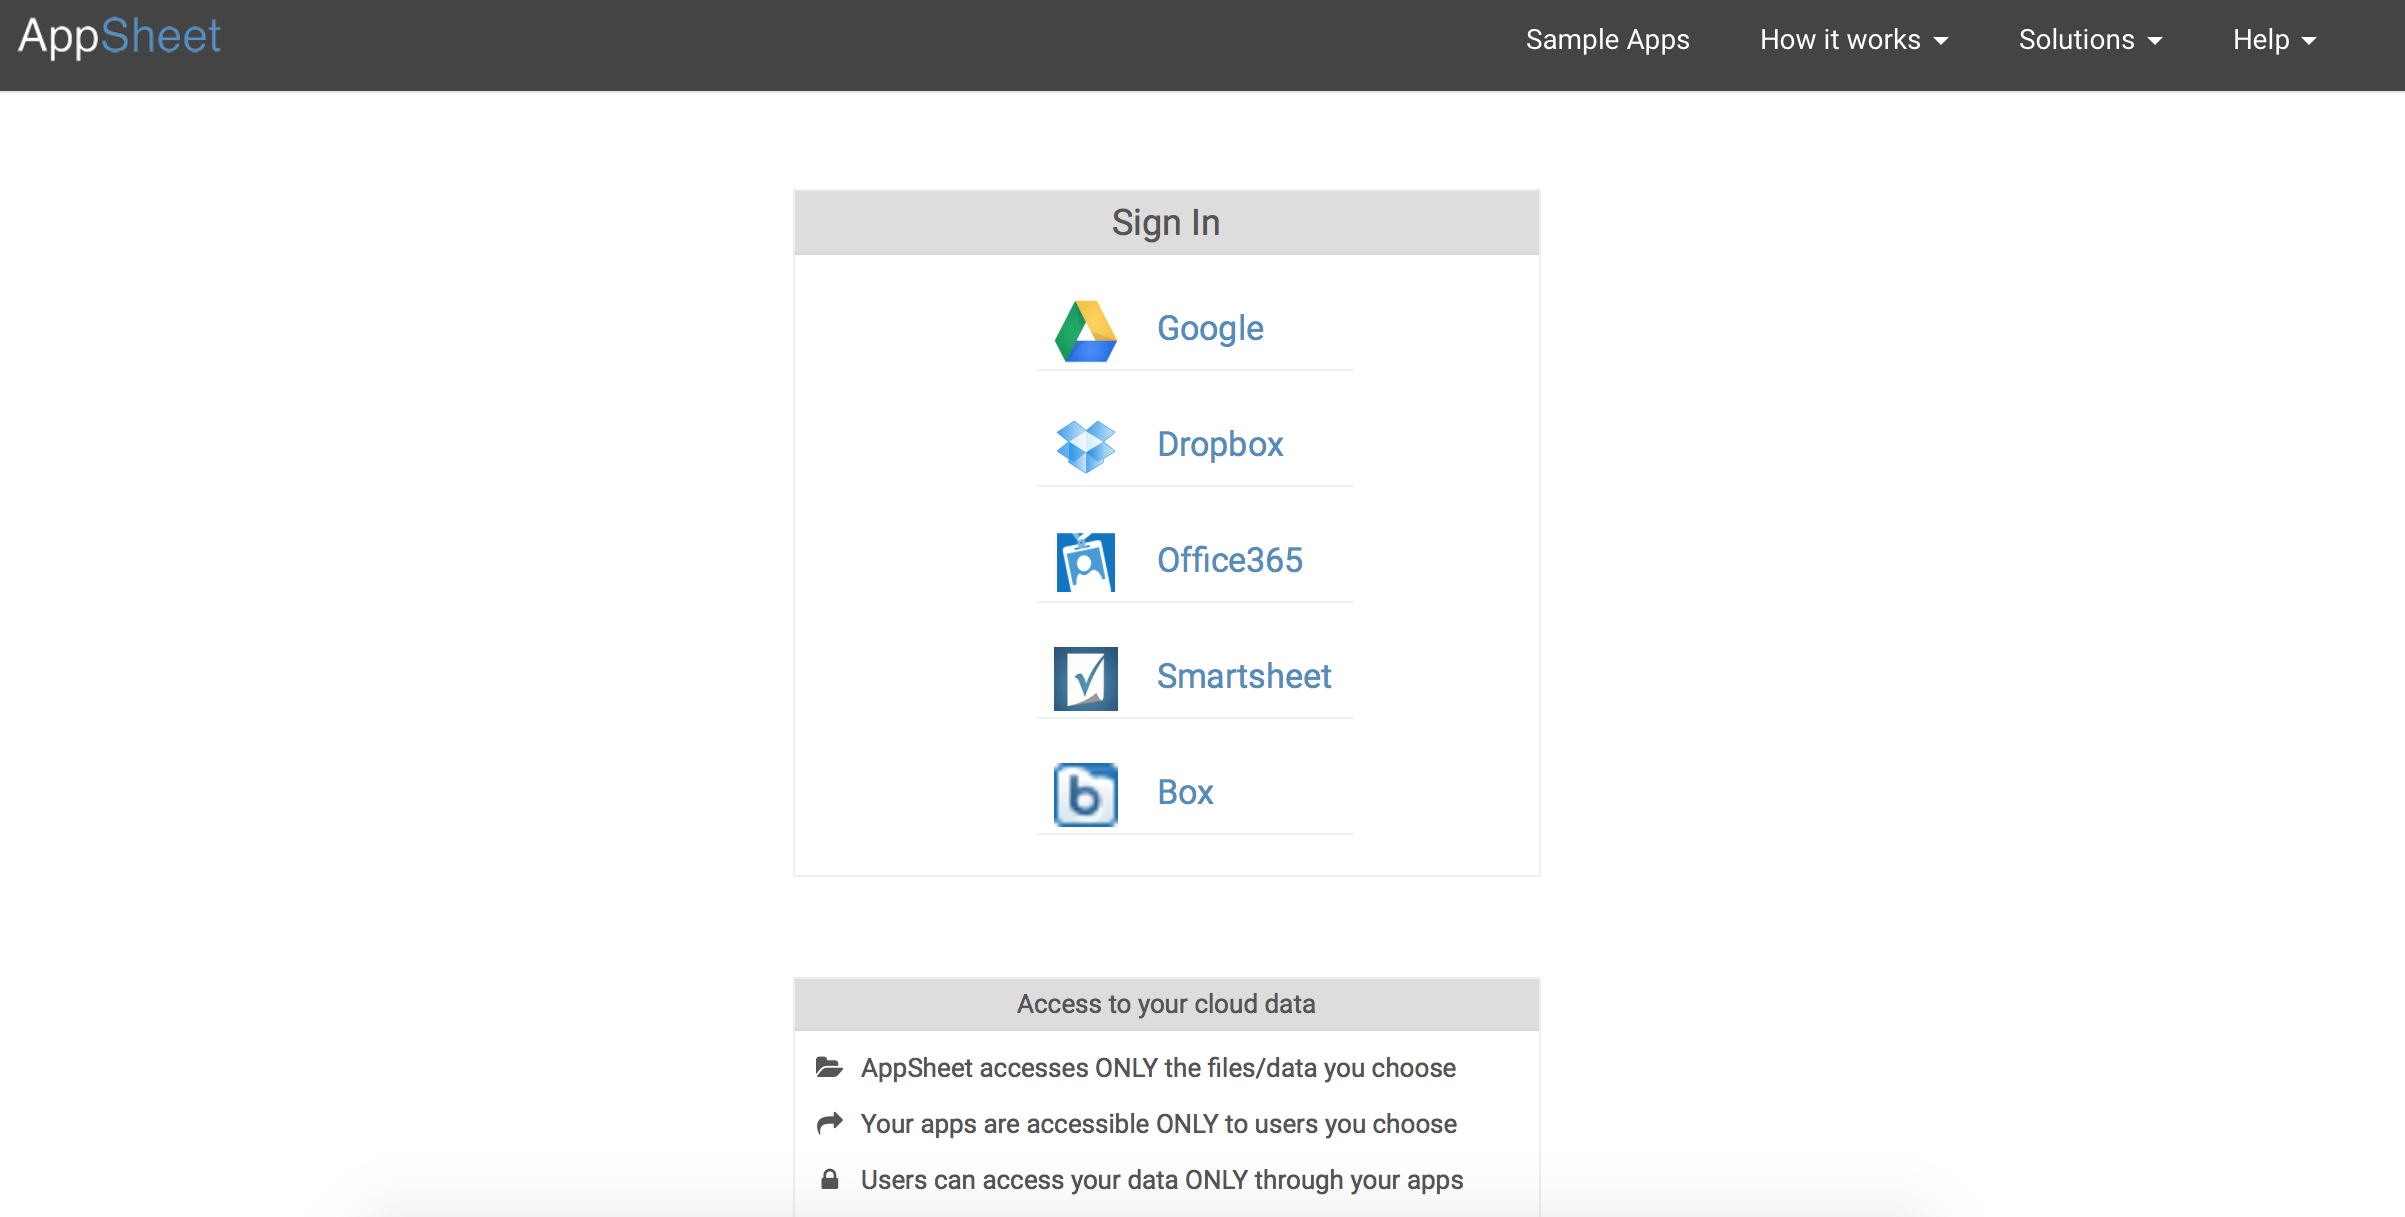 AppSheet
Sample Apps How it works Solutions Help
Sign In
Google
Dropbox
Office365
Smartsheet
b Box
Access to your cloud data
AppSheet accesses ONLY the files/data you choose
Your apps are accessible ONLY to users you choose
Users can access your data ONLY through your apps